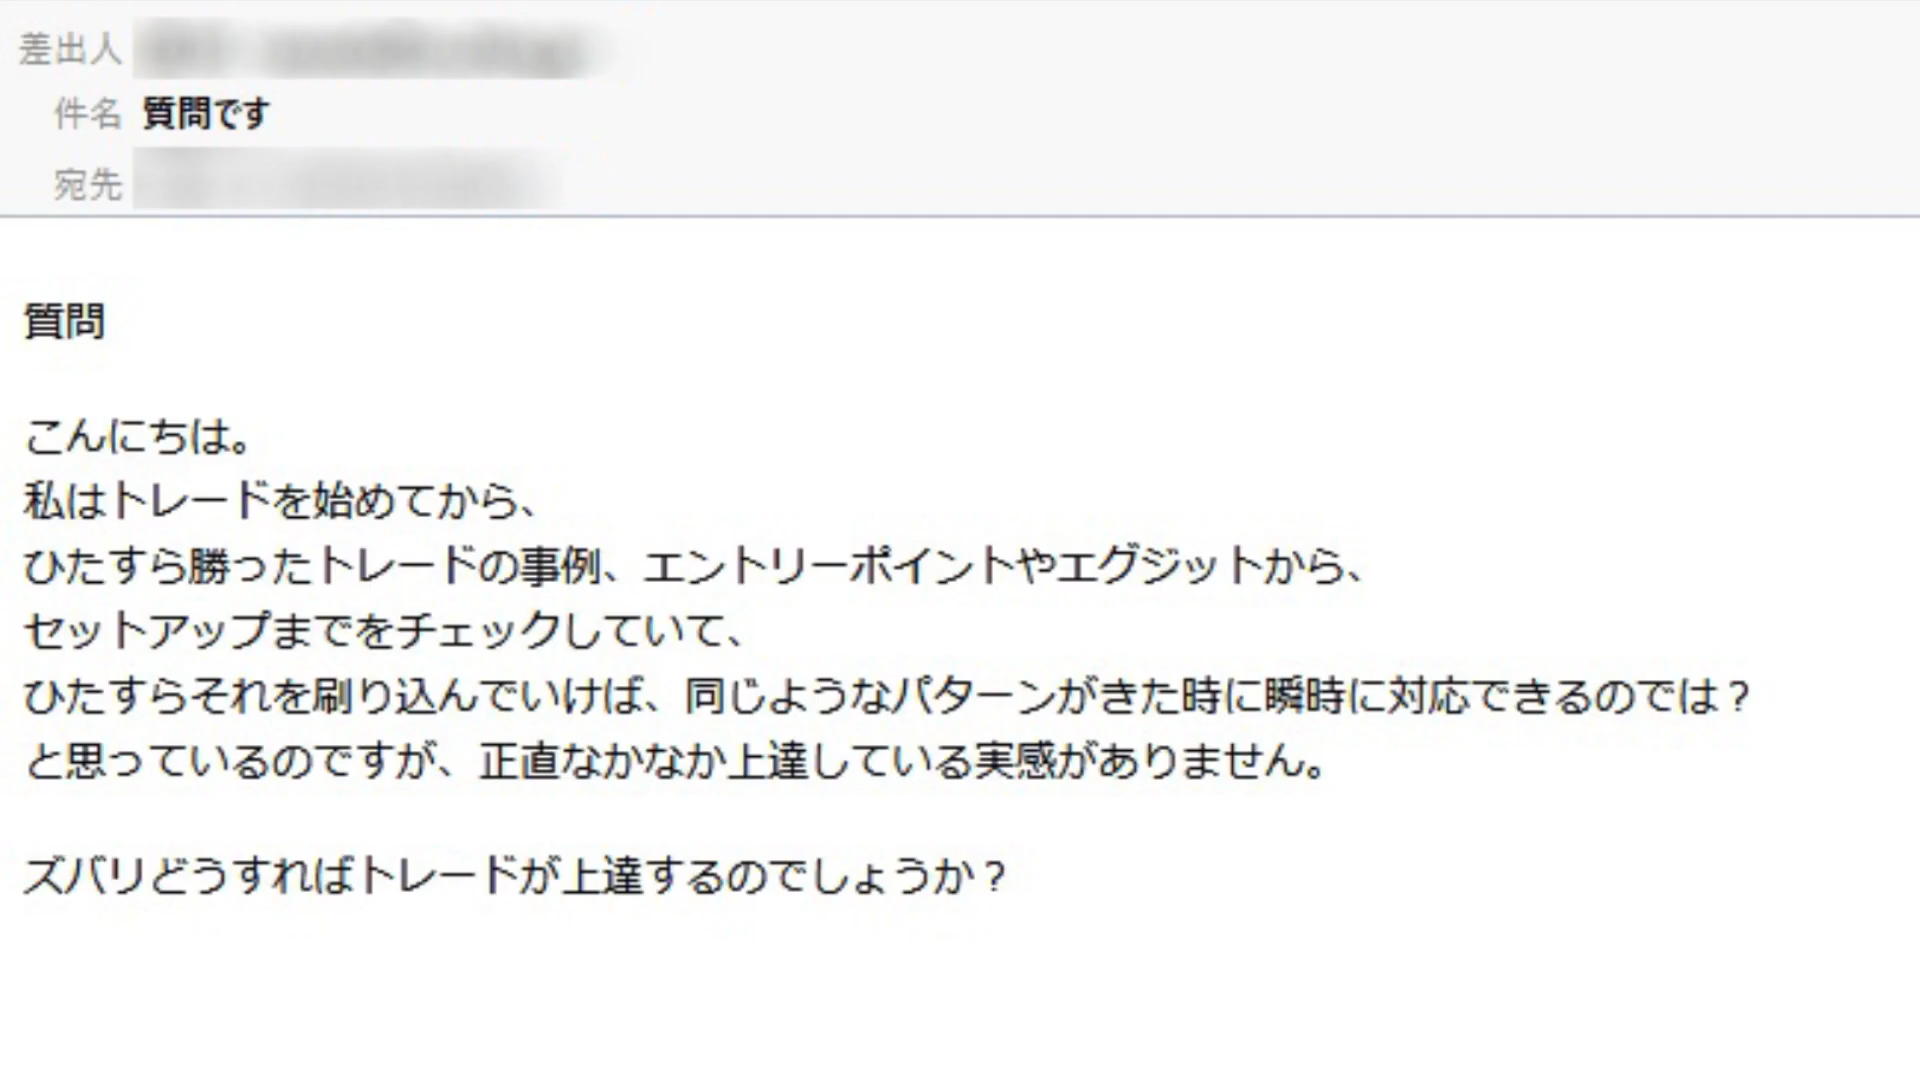 差出人
件名 質問です
宛先
質問
こんにちは。
私はトレードを始めてから、
ひたすら勝ったトレードの事例、エントリーポイントやエグジットから、
セットアップまでをチェックしていて、
ひたすらそれを刷り込んでいけば、同じようなパターンがきた時に瞬時に対応できるのでは？
と思っているのですが、正直なかなか上達している実感がありません。
ズバリどうすればトレードが上達するのでしょうか？